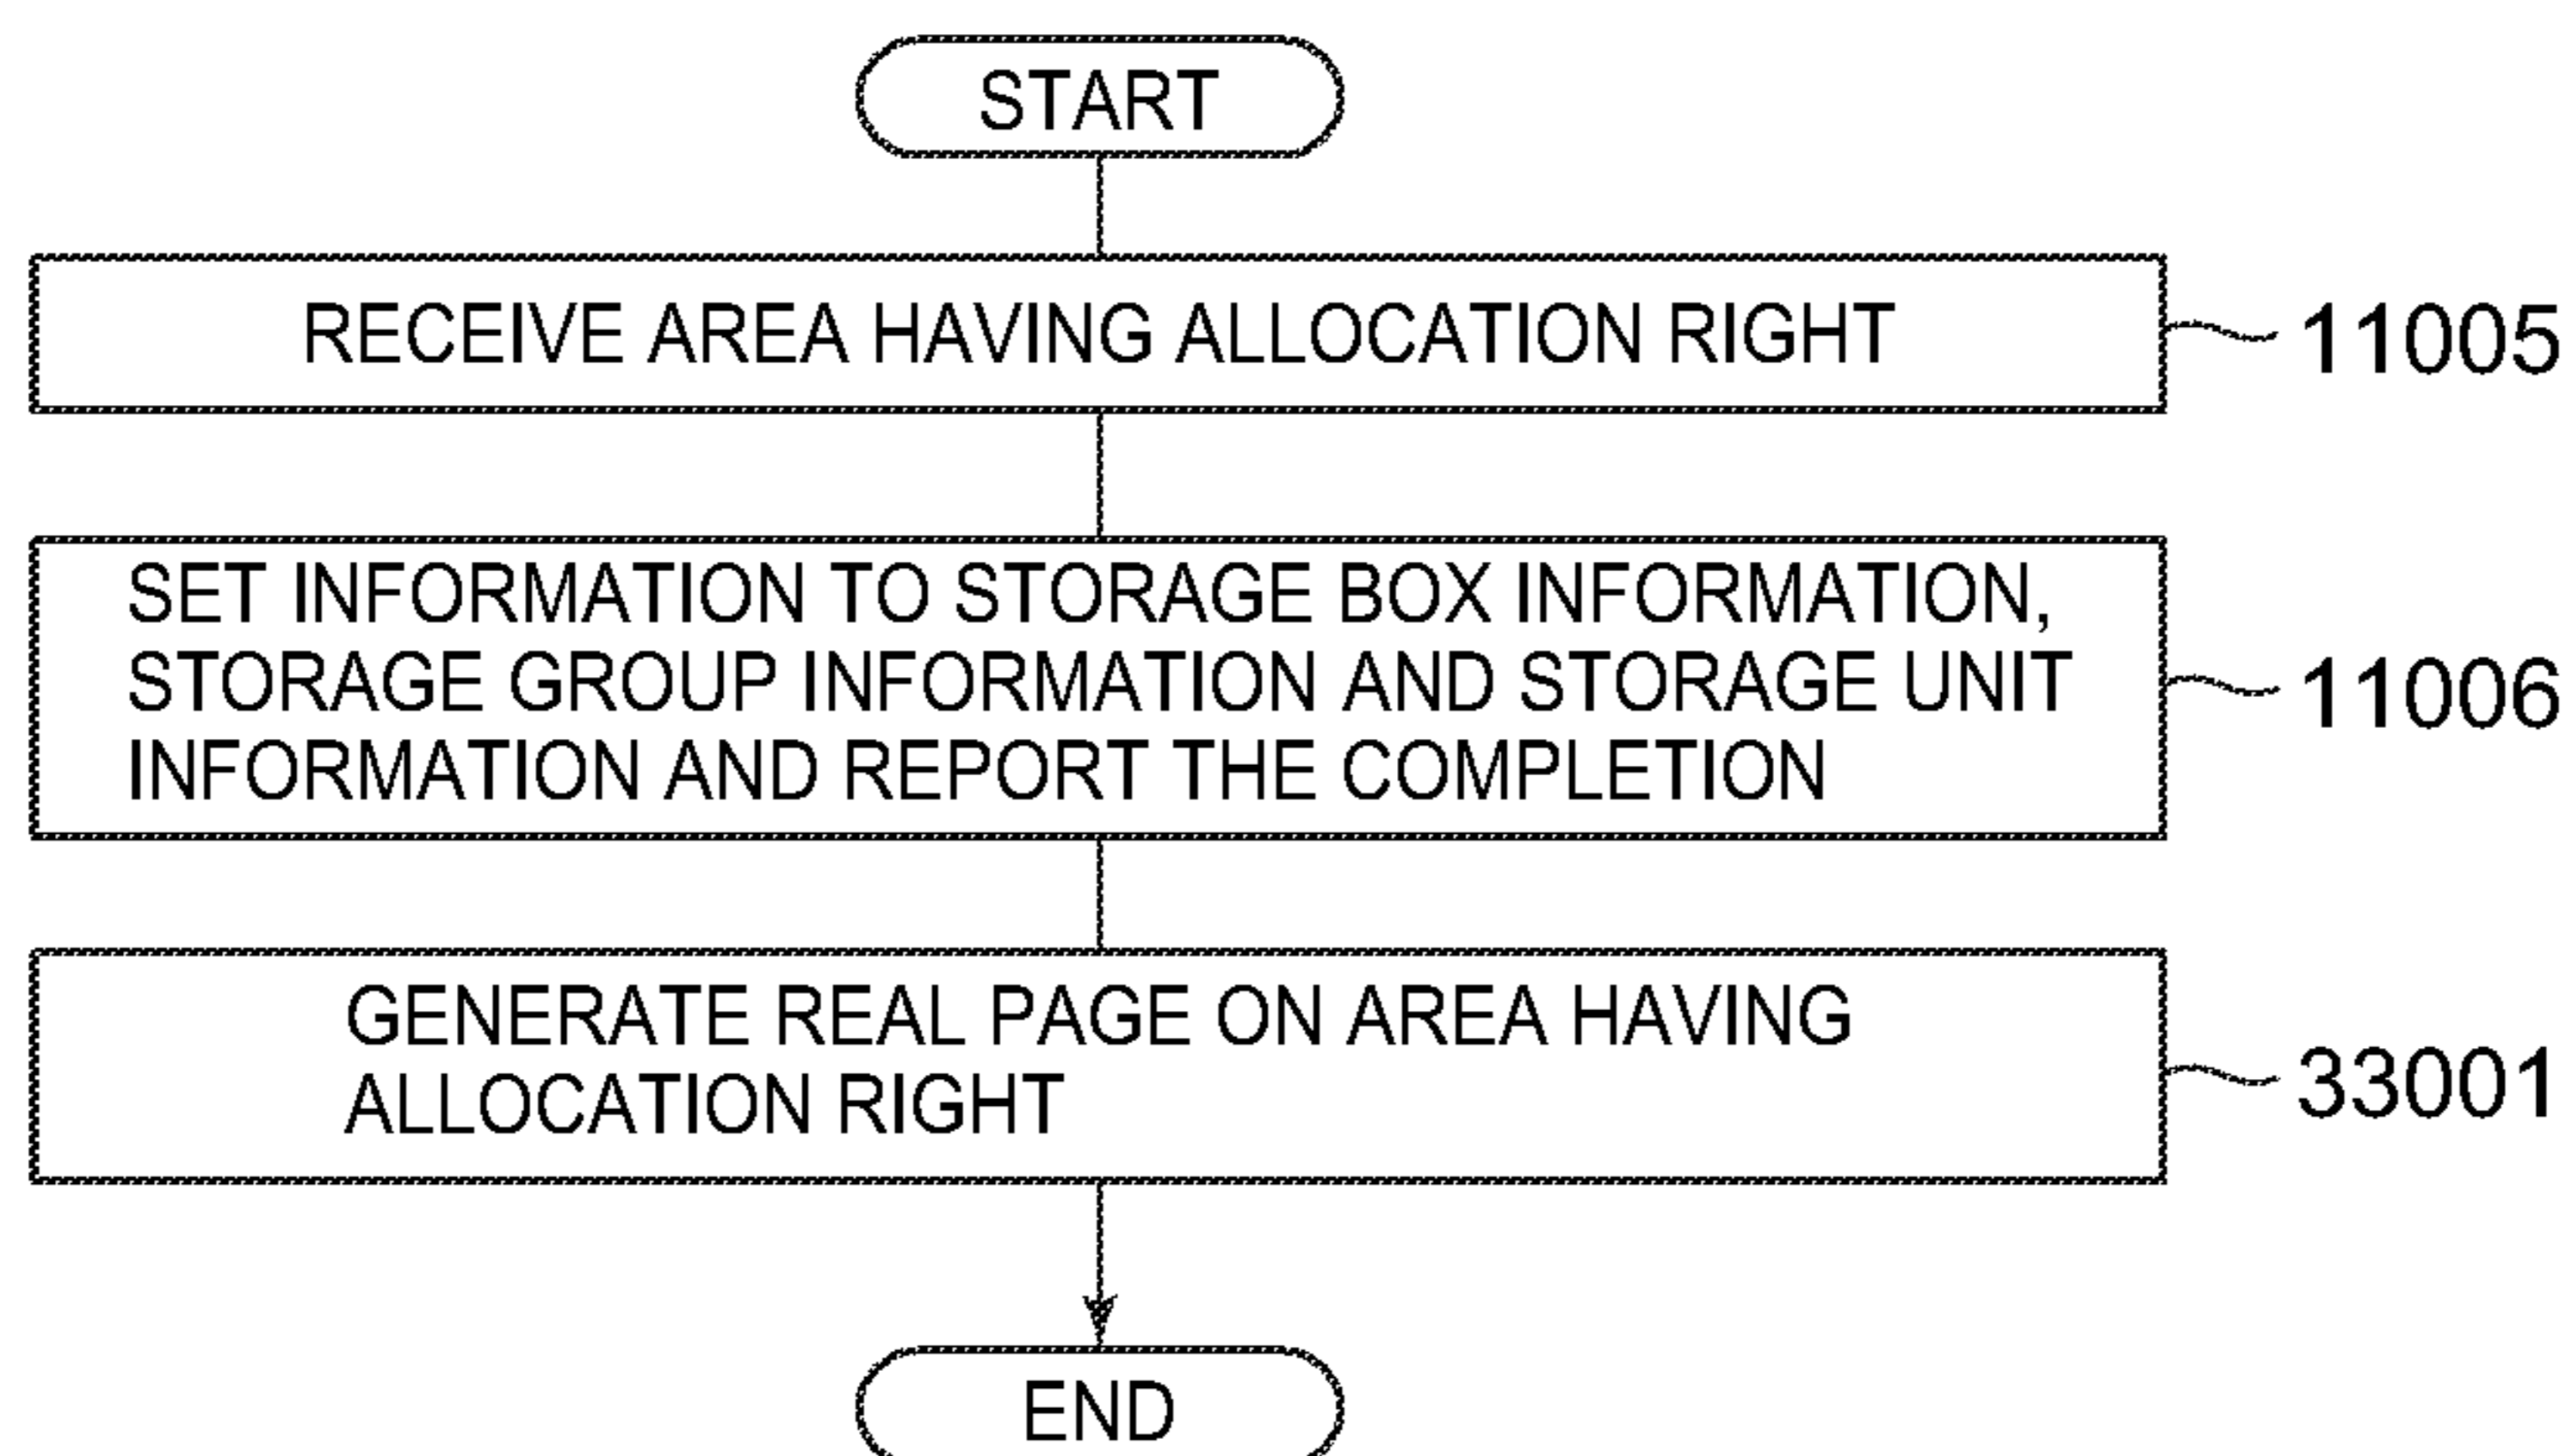 START
RECEIVE AREA HAVING ALLOCATION RIGHT
11005
SET INFORMATION TO STORAGE BOX INFORMATION,
STORAGE GROUP INFORMATION AND STORAGE UNIT
INFORMATION AND REPORT THE COMPLETION
11006
GENERATE REAL PAGE ON AREA HAVING
ALLOCATION RIGHT
33001
END